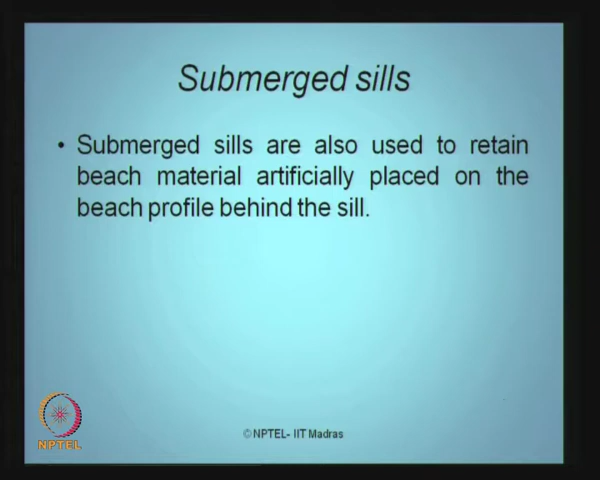 Submerged sills
• Submerged sills are also used to retain
beach material artificially placed on the
beach profile behind the sill.
NPTEL
© NPTEL- IIT Madras